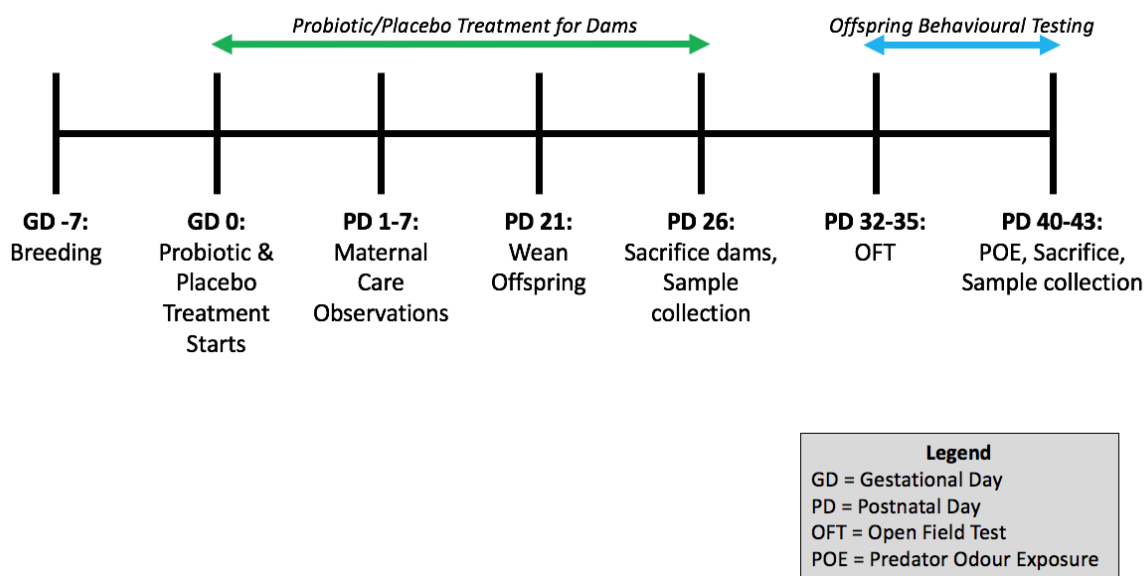 Probiotic/Placebo Treatment for Dams
Offspring Behavioural Testing
GD -7:
Breeding
GD 0:
Probiotic &
Placebo
Treatment
Starts
PD 1-7:
Maternal
Care
Observations
PD 21:
Wean
Offspring
PD 26:
Sacrifice dams,
Sample
collection
PD 32-35:
OFT
PD 40-43:
POE, Sacrifice,
Sample collection
Legend
GD = Gestational Day
PD = Postnatal Day
OFT = Open Field Test
POE = Predator Odour Exposure